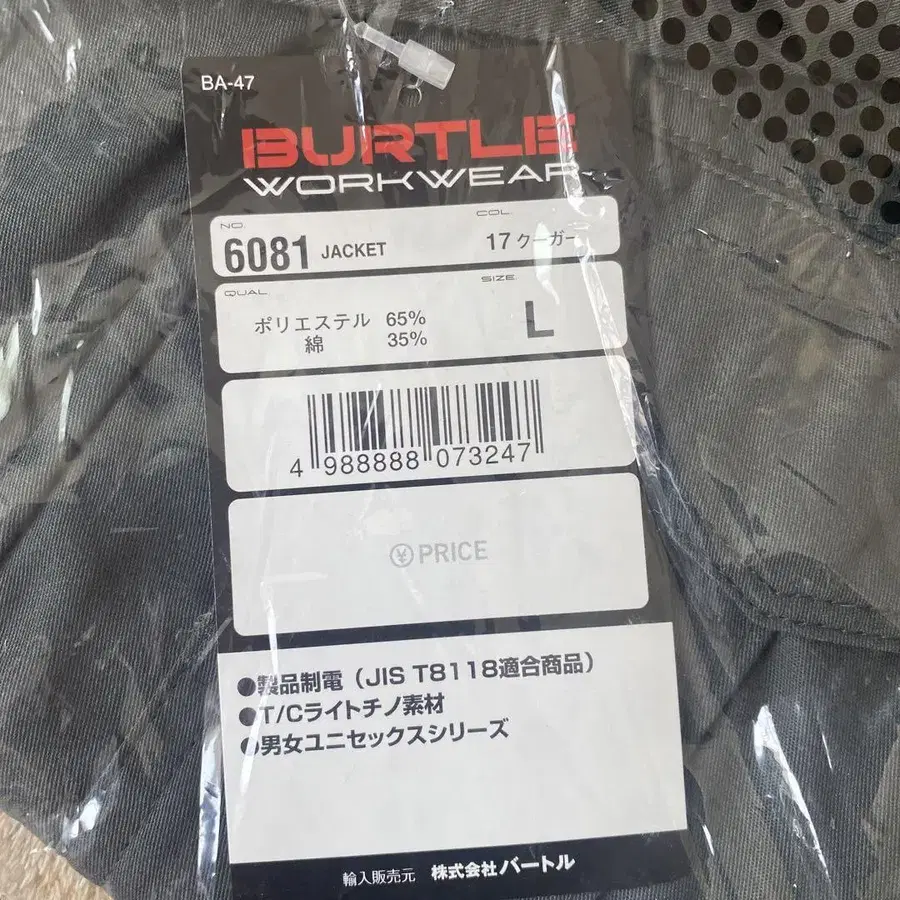 BA-47
BURTLE
WORKWEAR
NO.
COL.
6081 JACKET
17 クーガー
QUAL
SIZE
ポリエステル 65%
綿 35%
L
4 988888 073247
¥ PRICE
●製品制電（JIS T8118適合商品）
●T/Cライトチノ素材
●男女ユニセックスシリーズ
輸入販売元 株式会社バートル